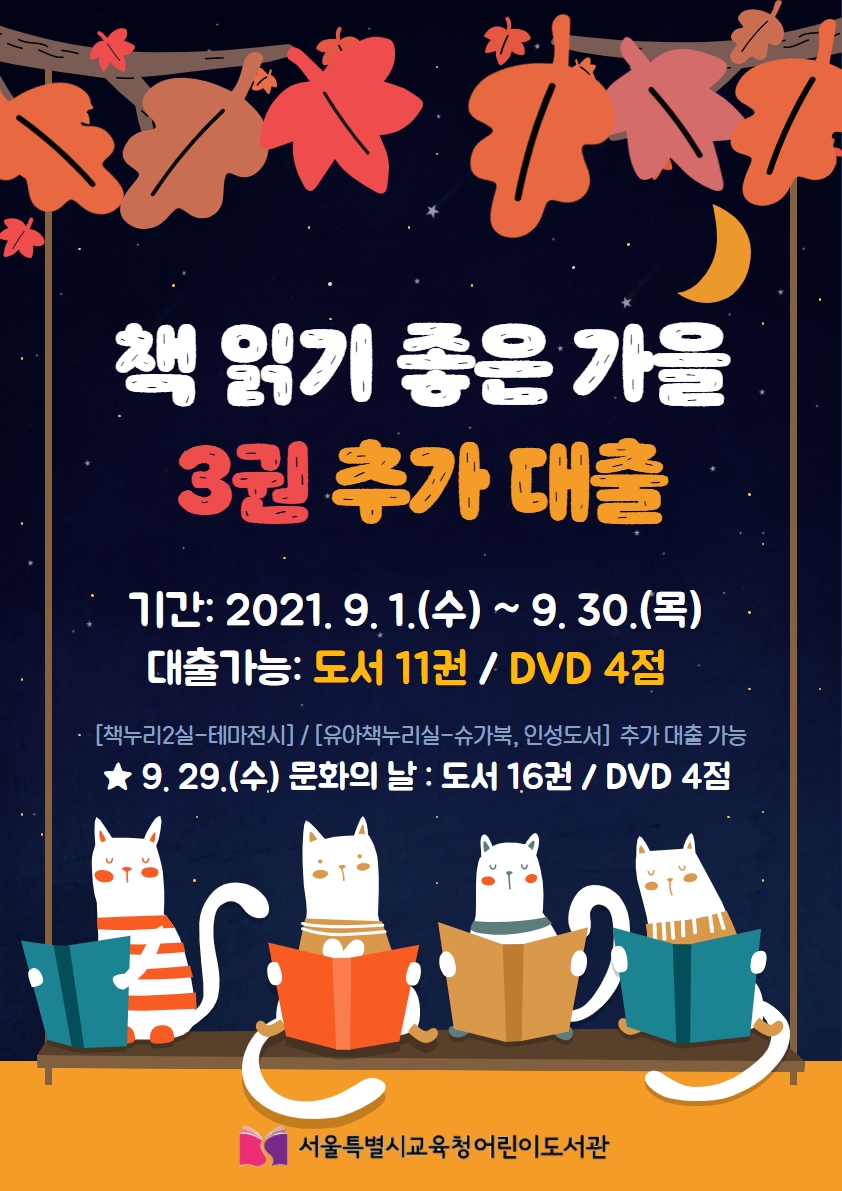 책 읽기 좋은 가을
3권 추가 대출
기간: 2021. 9. 1.(수) ~ 9. 30.(목)
대출가능: 도서 11권 / DVD 4점
[책누리2실-테마전시] / [유아책누리실-슈가북, 인성도서] 추가 대출 가능
★ 9. 29.(수) 문화의 날 : 도서 16권 / DVD 4점
서울특별시교육청어린이도서관